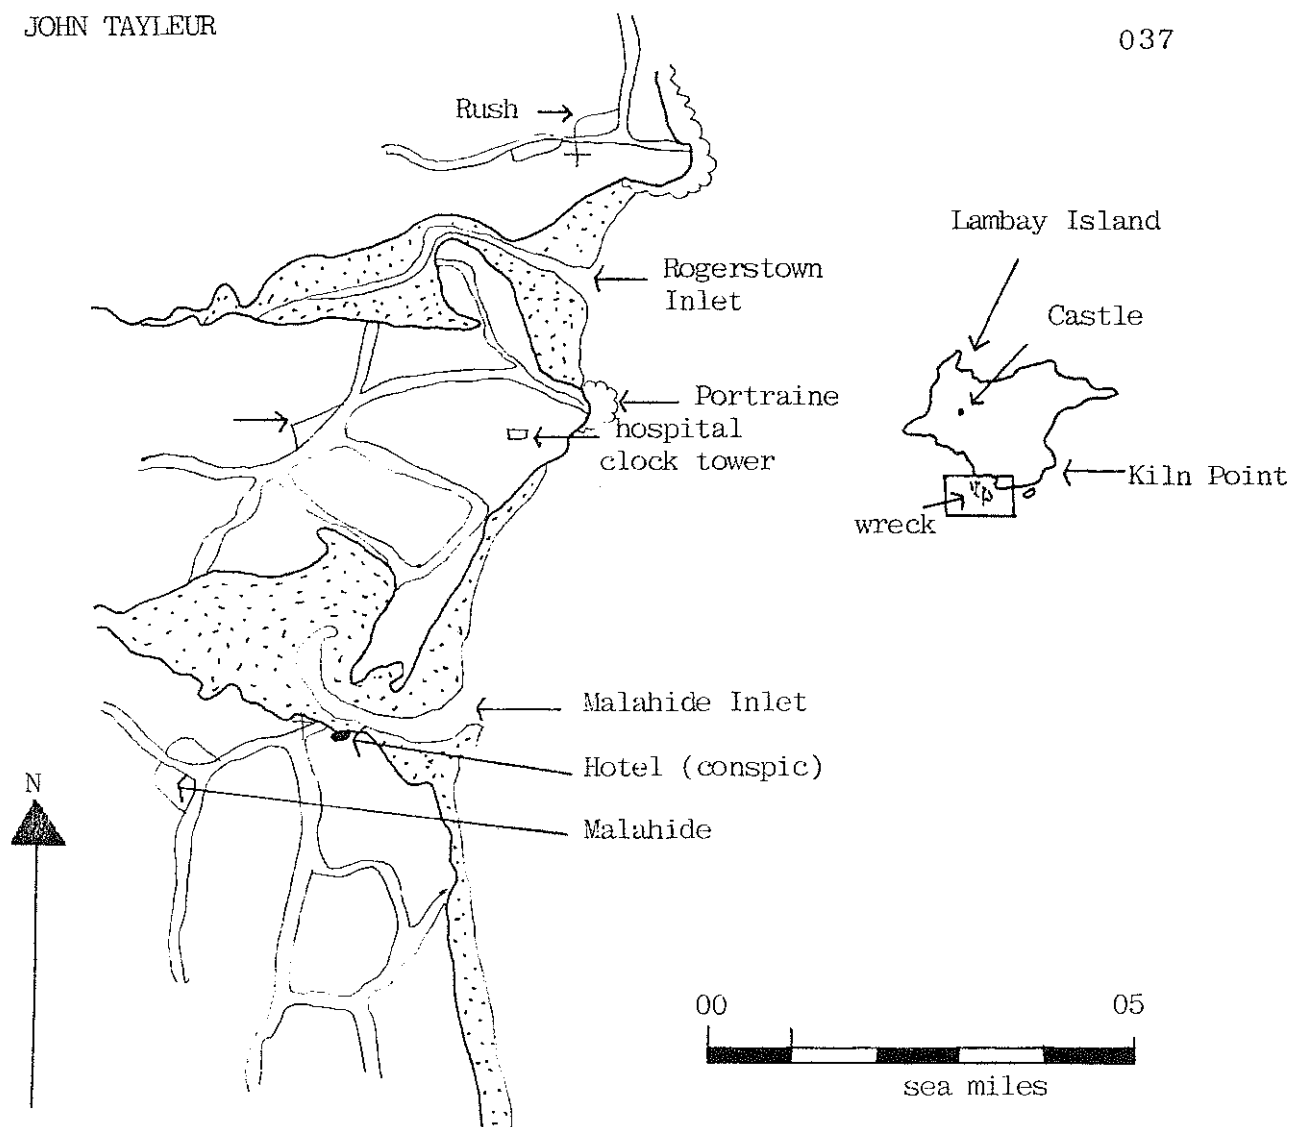 JOHN TAYLEUR
037
Rush
Lambay Island
Rogerstown
Inlet
Castle
Portraine
hospital
clock tower
Kiln Point
wreck
Malahide Inlet
Hotel (conspic)
N
Malahide
00 05
sea miles